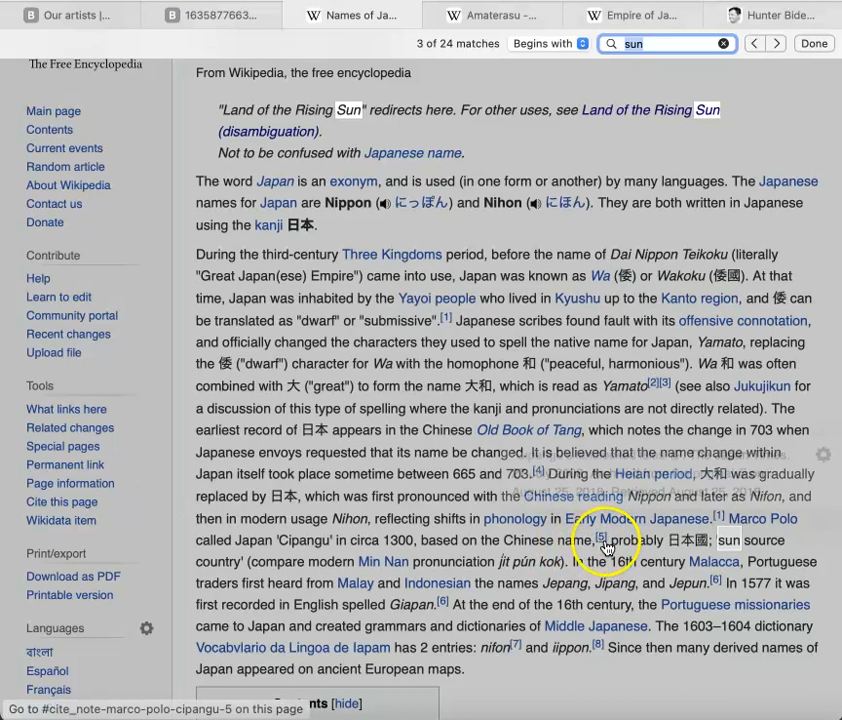 Our artists |...
1635877663...
Names of Ja...
Amaterasu -...
Empire of Ja...
Hunter Bide...
3 of 24 matches
Begins with
sun
Done
The Free Encyclopedia
Main page
Contents
Current events
Random article
About Wikipedia
Contact us
Donate
Contribute
Help
Learn to edit
Community portal
Recent changes
Upload file
Tools
What links here
Related changes
Special pages
Permanent link
Page information
Cite this page
Wikidata item
Print/export
Download as PDF
Printable version
Languages
বাংলা
Español
Français
From Wikipedia, the free encyclopedia
"Land of the Rising Sun" redirects here. For other uses, see Land of the Rising Sun
(disambiguation).
Not to be confused with Japanese name.
The word Japan is an exonym, and is used (in one form or another) by many languages. The Japanese
names for Japan are Nippon (にっぽん) and Nihon (にほん). They are both written in Japanese
using the kanji 日本.
During the third-century Three Kingdoms period, before the name of Dai Nippon Teikoku (literally
"Great Japan(ese) Empire") came into use, Japan was known as Wa (倭) or Wakoku (倭國). At that
time, Japan was inhabited by the Yayoi people who lived in Kyushu up to the Kanto region, and 倭 can
be translated as "dwarf" or "submissive".[1] Japanese scribes found fault with its offensive connotation,
and officially changed the characters they used to spell the native name for Japan, Yamato, replacing
the 倭 ("dwarf") character for Wa with the homophone 和 ("peaceful, harmonious"). Wa 和 was often
combined with 大 ("great") to form the name 大和, which is read as Yamato[2][3] (see also Jukujikun for
a discussion of this type of spelling where the kanji and pronunciations are not directly related). The
earliest record of 日本 appears in the Chinese Old Book of Tang, which notes the change in 703 when
Japanese envoys requested that its name be changed. It is believed that the name change within
Japan itself took place sometime between 665 and 703.[4] During the Heian period, 大和 was gradually
replaced by 日本, which was first pronounced with the Chinese reading Nippon and later as Nifon, and
then in modern usage Nihon, reflecting shifts in phonology in Early Modern Japanese.[1] Marco Polo
called Japan 'Cipangu' in circa 1300, based on the Chinese name,[5] probably 日本國; 'sun source
country' (compare modern Min Nan pronunciation ji̍t pún kok). In the 16th century Malacca, Portuguese
traders first heard from Malay and Indonesian the names Jepang, Jipang, and Jepun.[6] In 1577 it was
first recorded in English spelled Giapan.[6] At the end of the 16th century, the Portuguese missionaries
came to Japan and created grammars and dictionaries of Middle Japanese. The 1603–1604 dictionary
Vocabvlario da Lingoa de Iapam has 2 entries: nifon[7] and iippon.[8] Since then many derived names of
Japan appeared on ancient European maps.
Contents [hide]
Go to #cite_note-marco-polo-cipangu-5 on this page